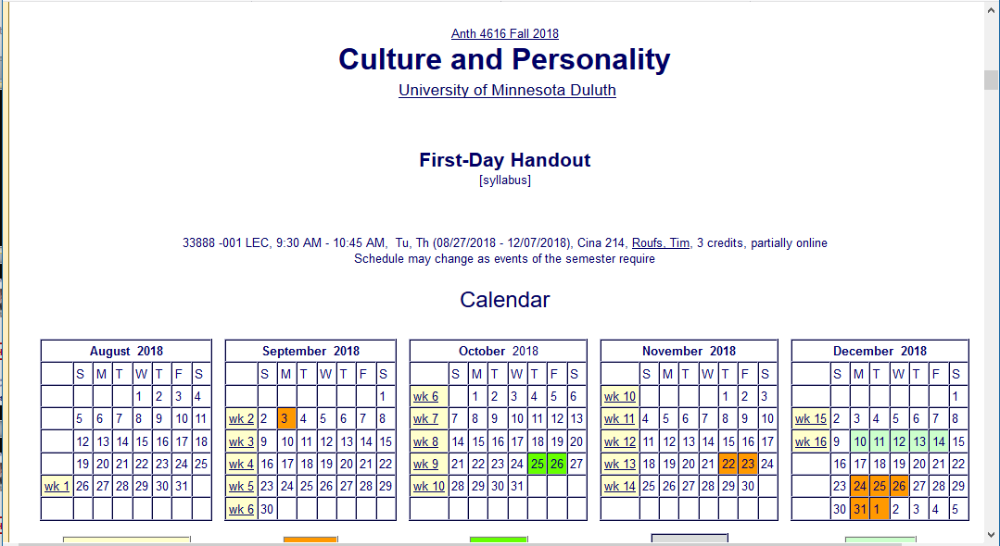 Anth 4616 Fall 2018
Culture and Personality
University of Minnesota Duluth
First-Day Handout
[syllabus]
33888 -001 LEC, 9:30 AM - 10:45 AM, Tu, Th (08/27/2018 - 12/07/2018), Cina 214, Roufs, Tim, 3 credits, partially online
Schedule may change as events of the semester require
Calendar
August 2018
S M T W T F S
1 2 3 4
5 6 7 8 9 10 11
12 13 14 15 16 17 18
19 20 21 22 23 24 25
wk 1 26 27 28 29 30 31
September 2018
S M T W T F S
1
wk 2 2 3 4 5 6 7 8
wk 3 9 10 11 12 13 14 15
wk 4 16 17 18 19 20 21 22
wk 5 23 24 25 26 27 28 29
wk 6 30
October 2018
S M T W T F S
wk 6 1 2 3 4 5 6
wk 7 7 8 9 10 11 12 13
wk 8 14 15 16 17 18 19 20
wk 9 21 22 23 24 25 26 27
wk 10 28 29 30 31
November 2018
S M T W T F S
wk 10 1 2 3
wk 11 4 5 6 7 8 9 10
wk 12 11 12 13 14 15 16 17
wk 13 18 19 20 21 22 23 24
wk 14 25 26 27 28 29 30
December 2018
S M T W T F S
1
wk 15 2 3 4 5 6 7 8
wk 16 9 10 11 12 13 14 15
16 17 18 19 20 21 22
23 24 25 26 27 28 29
30 31 1 2 3 4 5